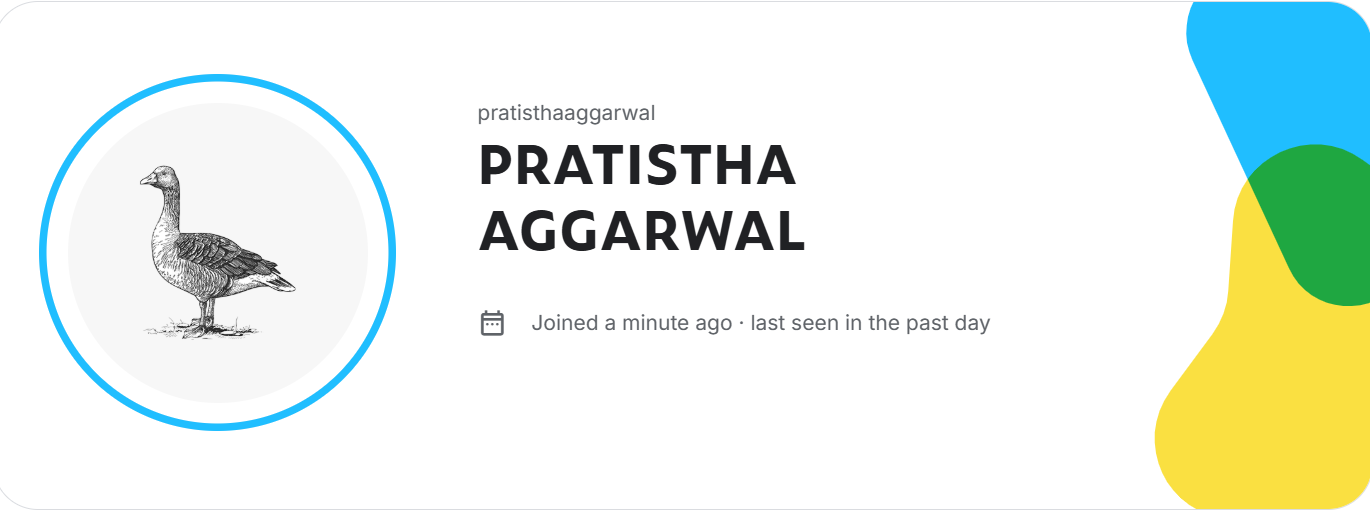 pratisthaaggarwal
PRATISTHA
AGGARWAL
Joined a minute ago · last seen in the past day